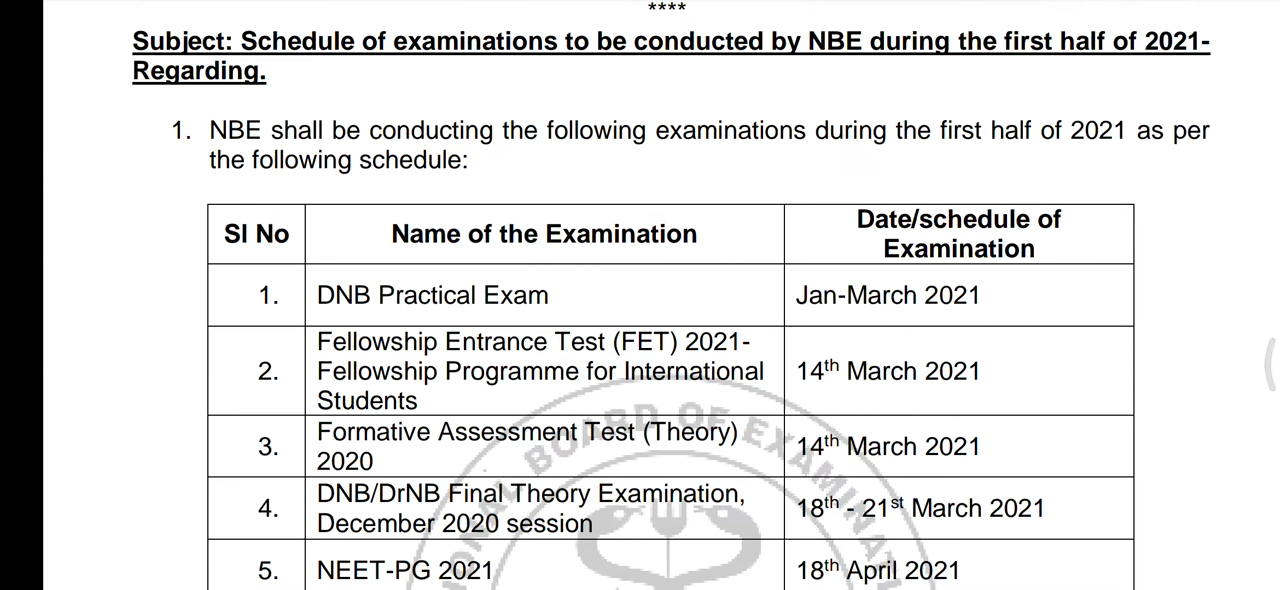 ****
Subject: Schedule of examinations to be conducted by NBE during the first half of 2021-
Regarding.
1. NBE shall be conducting the following examinations during the first half of 2021 as per
the following schedule:
Sl No Name of the Examination Date/schedule of
Examination
1. DNB Practical Exam Jan-March 2021
Fellowship Entrance Test (FET) 2021-
2. Fellowship Programme for International 14th March 2021
Students
Formative Assessment Test (Theory)
3. 14th March 2021
2020
DNB/DrNB Final Theory Examination,
4. 18th - 21st March 2021
December 2020 session
5. NEET-PG 2021 18th April 2021
BOARD OF